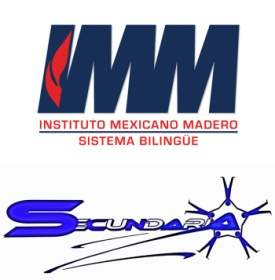 IMM
INSTITUTO MEXICANO MADERO
SISTEMA BILINGÜE
SECUNDARIA